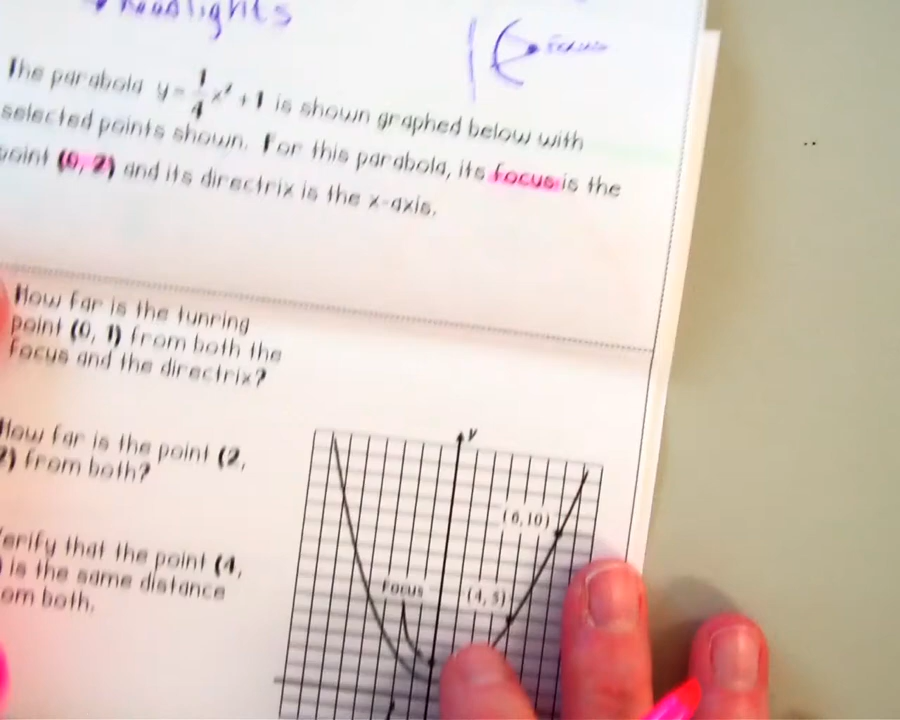 Headlights
Focus
The parabola y = 1/4 x² + 1 is shown graphed below with
selected points shown. For this parabola, its focus is the
point (0, 2) and its directrix is the x-axis.
How far is the turning
point (0, 1) from both the
focus and the directrix?
How far is the point (2,
2) from both?
Verify that the point (4,
is the same distance
from both.
y
(6,10)
Focus
(4, 5)